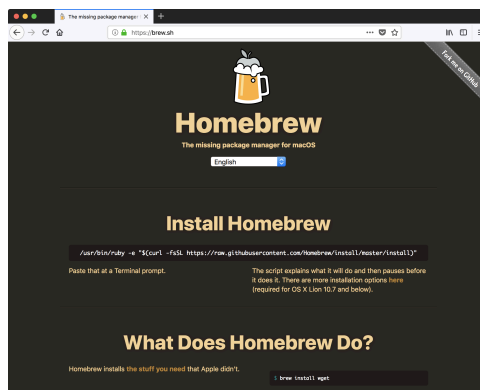 The missing package manager
https://brew.sh
Fork me on GitHub
Homebrew
The missing package manager for macOS
English
Install Homebrew
/usr/bin/ruby -e "$(curl -fsSL https://raw.githubusercontent.com/Homebrew/install/master/install)"
Paste that at a Terminal prompt.
The script explains what it will do and then pauses before
it does it. There are more installation options here
(required for OS X Lion 10.7 and below).
What Does Homebrew Do?
Homebrew installs the stuff you need that Apple didn't.
$ brew install wget